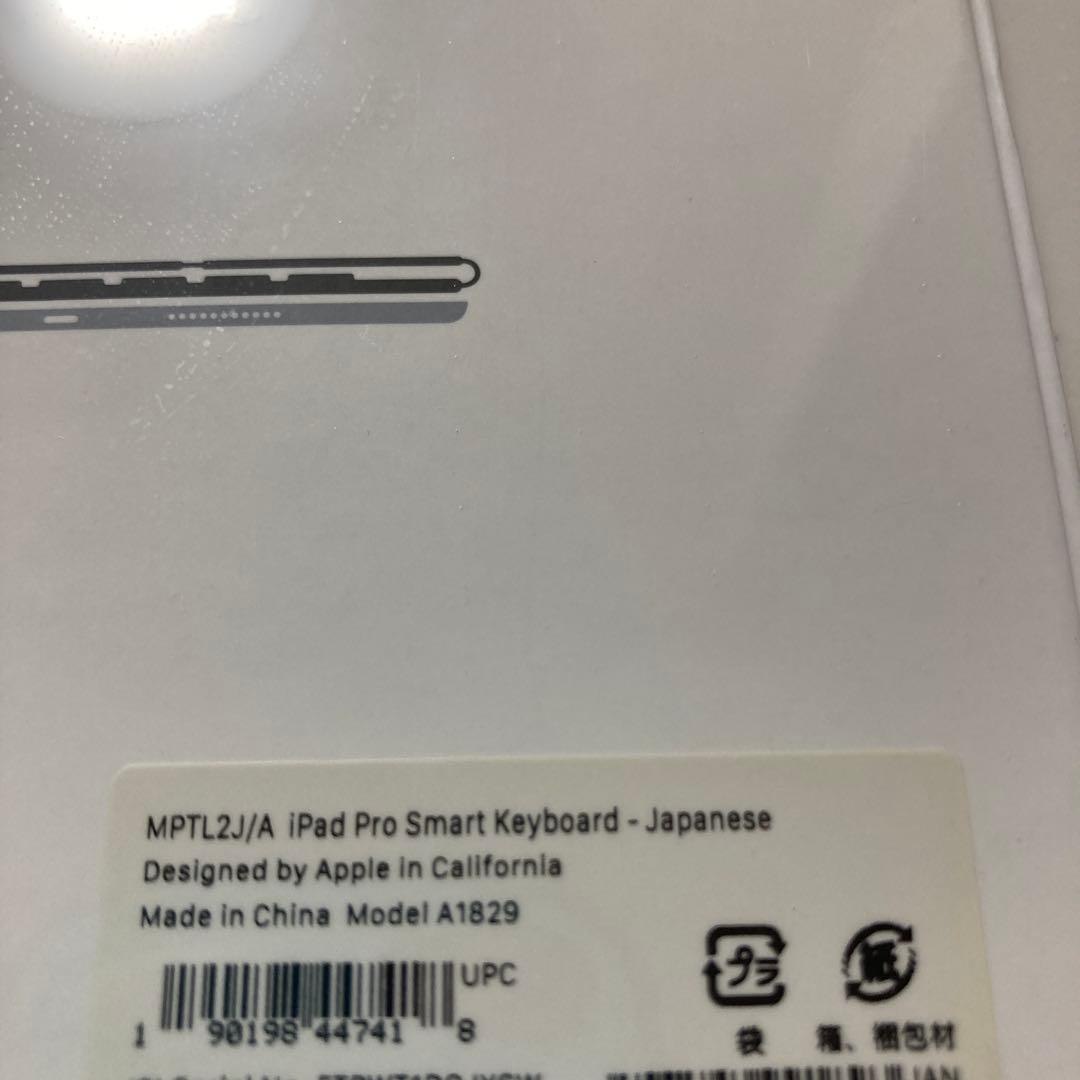 MPTL2J/A iPad Pro Smart Keyboard - Japanese
Designed by Apple in California
Made in China Model A1829
UPC
1 90198 44741 8
プラ
紙
袋
箱、梱包材